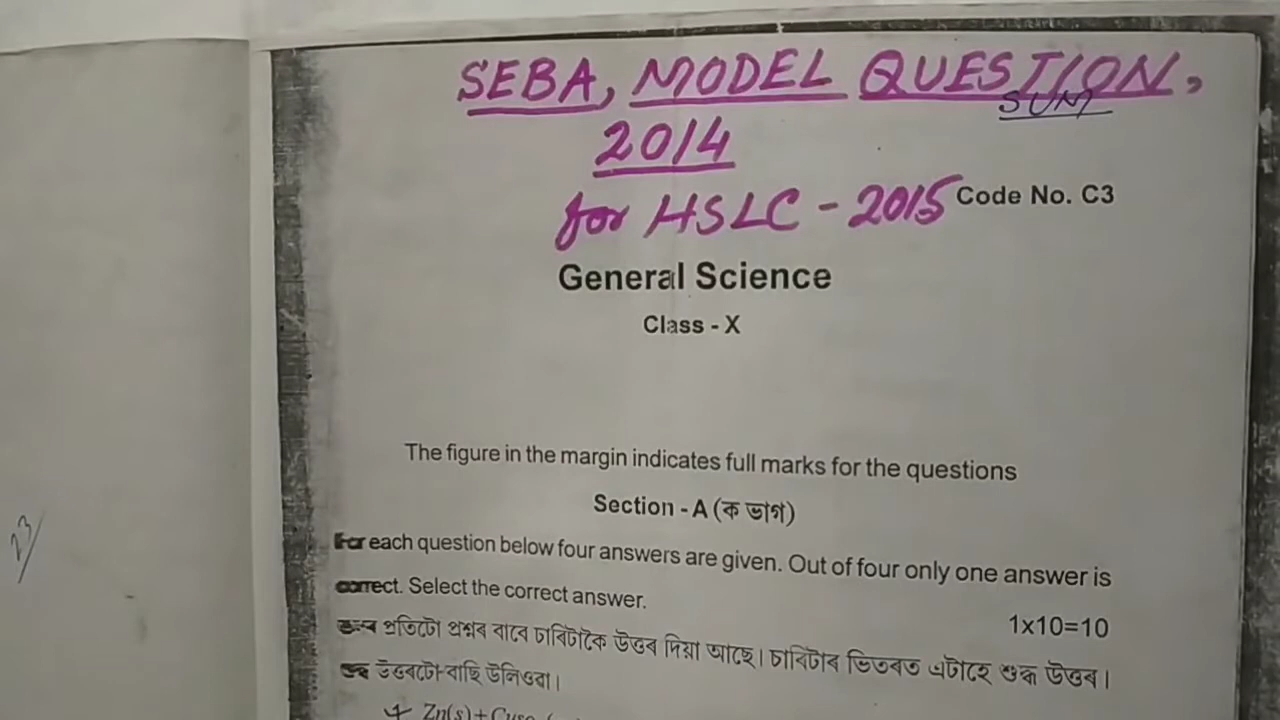 SEBA, MODEL QUESTION,
SUM
2014
for HSLC - 2015
Code No. C3
General Science
Class - X
The figure in the margin indicates full marks for the questions
Section - A (ক ভাগ)
For each question below four answers are given. Out of four only one answer is
correct. Select the correct answer.
1x10=10
প্ৰতিটো প্ৰশ্নৰ বাবে চাৰিটাকৈ উত্তৰ দিয়া আছে। চাৰিটাৰ ভিতৰত এটাহে শুদ্ধ উত্তৰ।
উত্তৰটো বাছি উলিওৱা।
Zn(s)+
23/